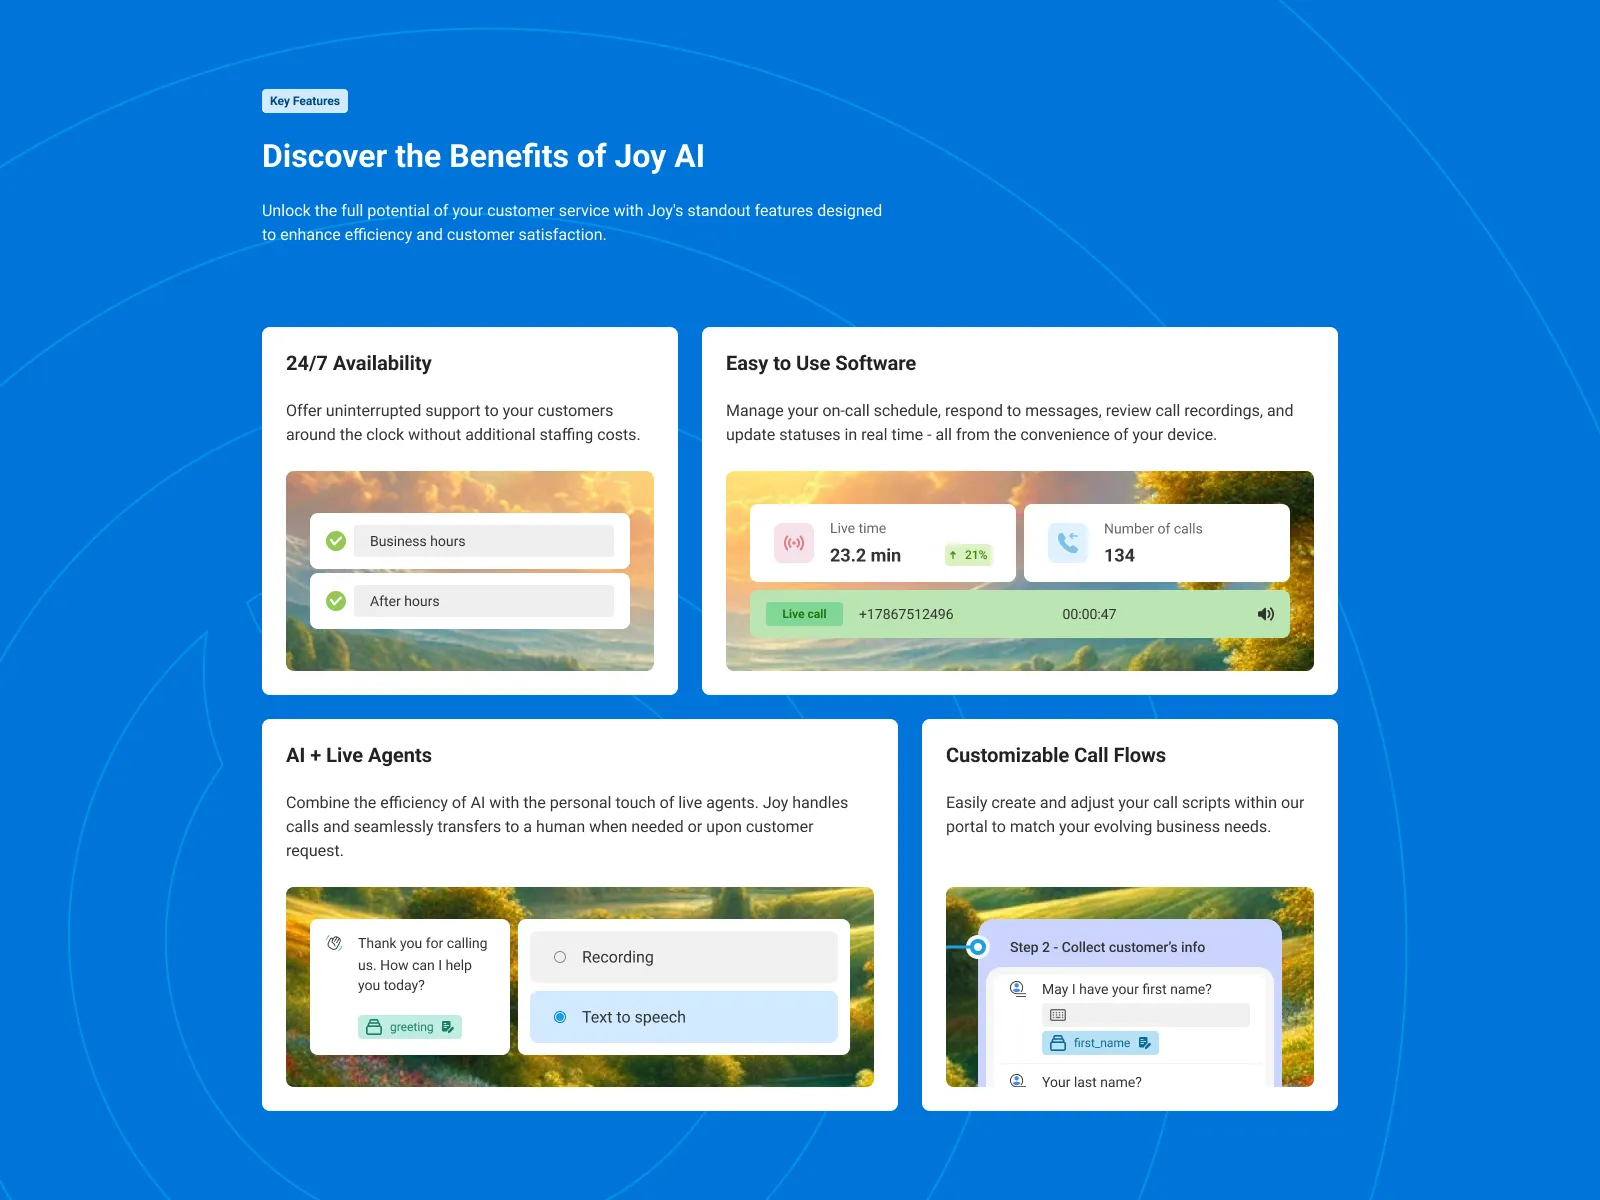 Key Features
Discover the Benefits of Joy AI
Unlock the full potential of your customer service with Joy's standout features designed
to enhance efficiency and customer satisfaction.
24/7 Availability
Offer uninterrupted support to your customers
around the clock without additional staffing costs.
Business hours
After hours
Easy to Use Software
Manage your on-call schedule, respond to messages, review call recordings, and
update statuses in real time - all from the convenience of your device.
Live time
23.2 min
↑ 21%
Number of calls
134
Live call +17867512496 00:00:47
AI + Live Agents
Combine the efficiency of AI with the personal touch of live agents. Joy handles
calls and seamlessly transfers to a human when needed or upon customer
request.
Thank you for calling
us. How can I help
you today?
greeting
Recording
Text to speech
Customizable Call Flows
Easily create and adjust your call scripts within our
portal to match your evolving business needs.
Step 2 - Collect customer's info
May I have your first name?
first_name
Your last name?